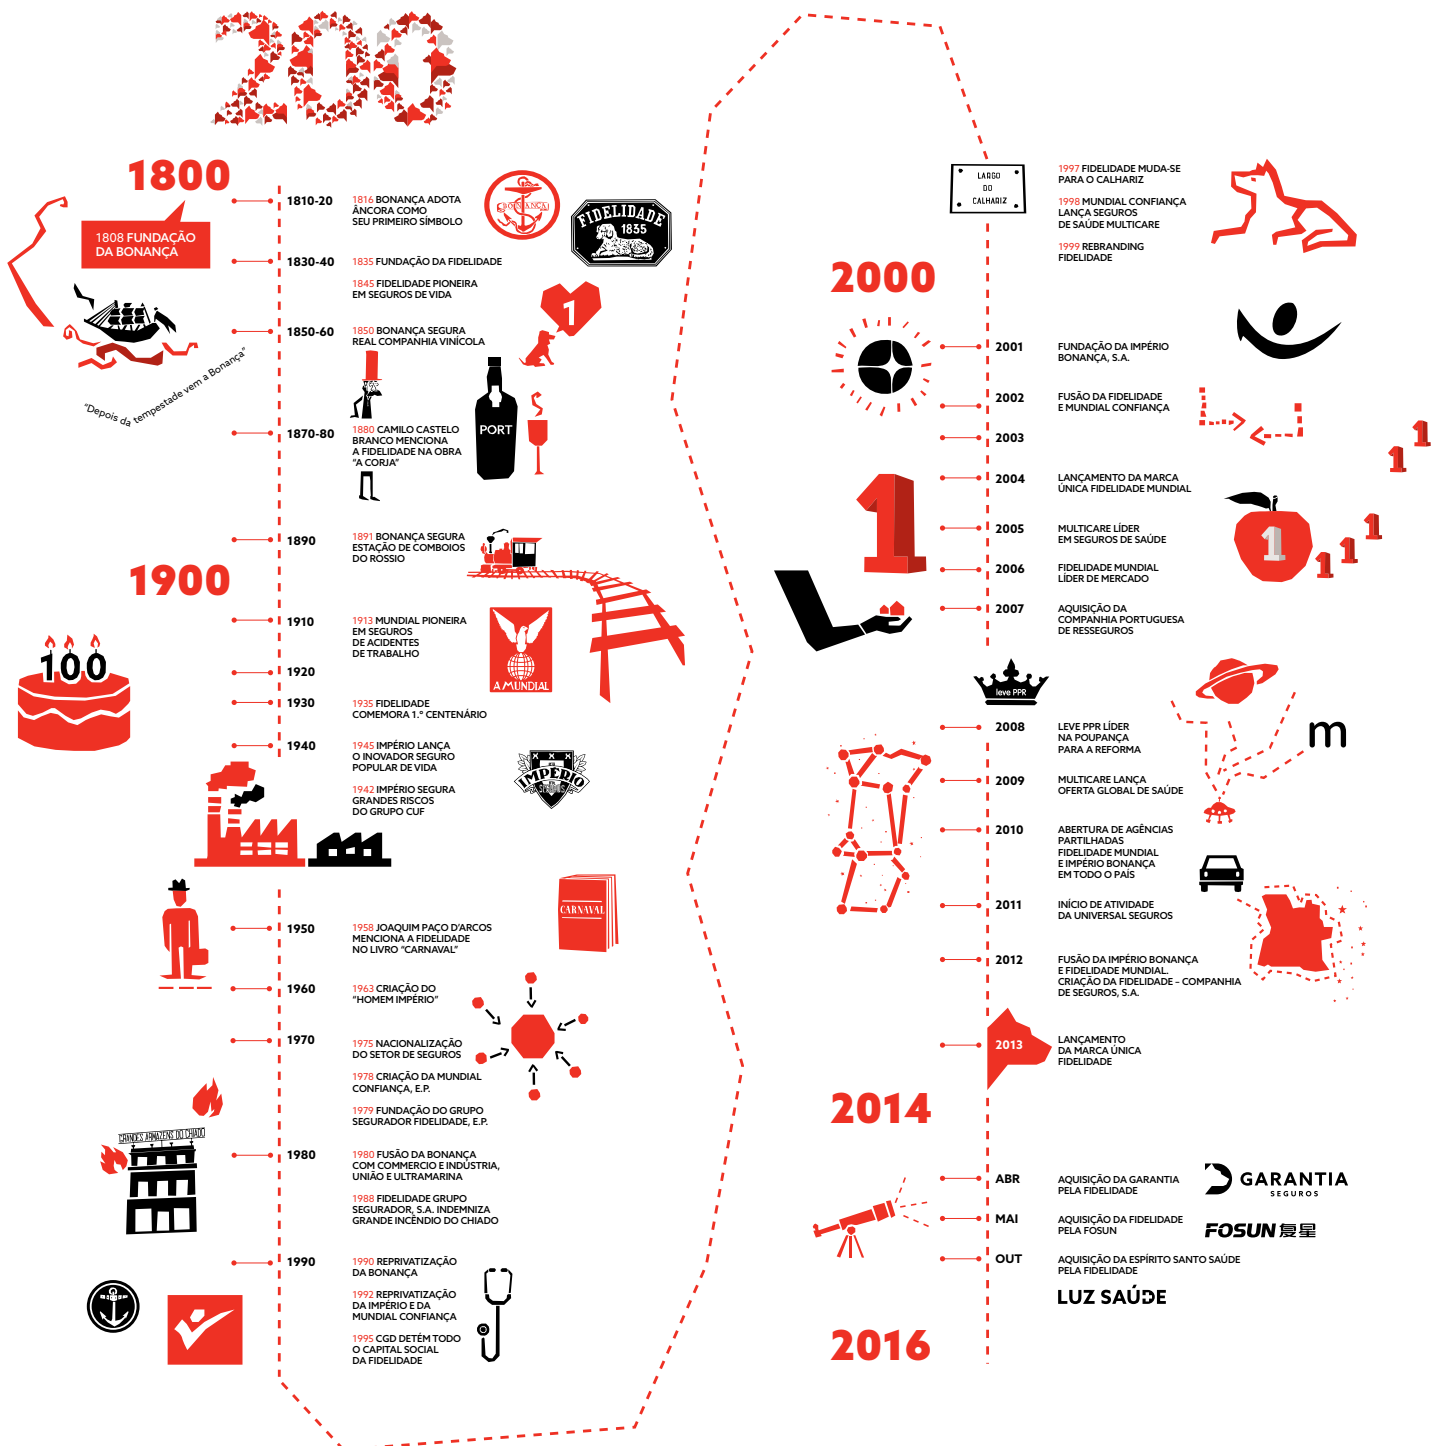 200
1800
1808 FUNDAÇÃO
DA BONANÇA
"Depois da tempestade vem a Bonança"
1810-20
1816 BONANÇA ADOTA
ÂNCORA COMO
SEU PRIMEIRO SÍMBOLO
BONANÇA
FIDELIDADE
1835
1830-40
1835 FUNDAÇÃO DA FIDELIDADE
1845 FIDELIDADE PIONEIRA
EM SEGUROS DE VIDA
1
1850-60
1850 BONANÇA SEGURA
REAL COMPANHIA VINÍCOLA
PORT
1870-80
1880 CAMILO CASTELO
BRANCO MENCIONA
A FIDELIDADE NA OBRA
"A CORJA"
1890
1891 BONANÇA SEGURA
ESTAÇÃO DE COMBOIOS
DO ROSSIO
1900
1910
1913 MUNDIAL PIONEIRA
EM SEGUROS
DE ACIDENTES
DE TRABALHO
A MUNDIAL
1920
100
1930
1935 FIDELIDADE
COMEMORA 1.º CENTENÁRIO
1940
1945 IMPÉRIO LANÇA
O INOVADOR SEGURO
POPULAR DE VIDA
1942 IMPÉRIO SEGURA
GRANDES RISCOS
DO GRUPO CUF
IMPÉRIO
1950
1958 JOAQUIM PAÇO D'ARCOS
MENCIONA A FIDELIDADE
NO LIVRO "CARNAVAL"
CARNAVAL
1960
1963 CRIAÇÃO DO
"HOMEM IMPÉRIO"
1970
1975 NACIONALIZAÇÃO
DO SETOR DE SEGUROS
1978 CRIAÇÃO DA MUNDIAL
CONFIANÇA, E.P.
1979 FUNDAÇÃO DO GRUPO
SEGURADOR FIDELIDADE, E.P.
GRANDES ARMAZENS DO CHIADO
1980
1980 FUSÃO DA BONANÇA
COM COMMERCIO E INDÚSTRIA,
UNIÃO E ULTRAMARINA
1988 FIDELIDADE GRUPO
SEGURADOR, S.A. INDEMNIZA
GRANDE INCÊNDIO DO CHIADO
1990
1990 REPRIVATIZAÇÃO
DA BONANÇA
1992 REPRIVATIZAÇÃO
DA IMPÉRIO E DA
MUNDIAL CONFIANÇA
1995 CGD DETÉM TODO
O CAPITAL SOCIAL
DA FIDELIDADE
LARGO
DO
CALHARIZ
1997 FIDELIDADE MUDA-SE
PARA O CALHARIZ
1998 MUNDIAL CONFIANÇA
LANÇA SEGUROS
DE SAÚDE MULTICARE
1999 REBRANDING
FIDELIDADE
2000
2001
FUNDAÇÃO DA IMPÉRIO
BONANÇA, S.A.
2002
FUSÃO DA FIDELIDADE
E MUNDIAL CONFIANÇA
2003
2004
LANÇAMENTO DA MARCA
ÚNICA FIDELIDADE MUNDIAL
1
2005
MULTICARE LÍDER
EM SEGUROS DE SAÚDE
1
1
1
1
1
1
2006
FIDELIDADE MUNDIAL
LÍDER DE MERCADO
2007
AQUISIÇÃO DA
COMPANHIA PORTUGUESA
DE RESSEGUROS
leve PPR
2008
LEVE PPR LÍDER
NA POUPANÇA
PARA A REFORMA
m
2009
MULTICARE LANÇA
OFERTA GLOBAL DE SAÚDE
2010
ABERTURA DE AGÊNCIAS
PARTILHADAS
FIDELIDADE MUNDIAL
E IMPÉRIO BONANÇA
EM TODO O PAÍS
2011
INÍCIO DE ATIVIDADE
DA UNIVERSAL SEGUROS
2012
FUSÃO DA IMPÉRIO BONANÇA
E FIDELIDADE MUNDIAL.
CRIAÇÃO DA FIDELIDADE – COMPANHIA
DE SEGUROS, S.A.
2013
LANÇAMENTO
DA MARCA ÚNICA
FIDELIDADE
2014
ABR
AQUISIÇÃO DA GARANTIA
PELA FIDELIDADE
GARANTIA
SEGUROS
MAI
AQUISIÇÃO DA FIDELIDADE
PELA FOSUN
FOSUN 复星
OUT
AQUISIÇÃO DA ESPÍRITO SANTO SAÚDE
PELA FIDELIDADE
LUZ SAÚDE
2016